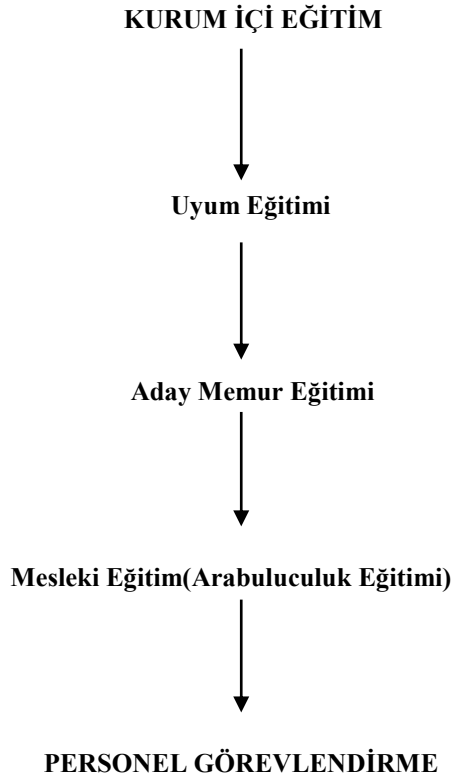 KURUM İÇİ EĞİTİM
Uyum Eğitimi
Aday Memur Eğitimi
Mesleki Eğitim(Arabuluculuk Eğitimi)
PERSONEL GÖREVLENDİRME